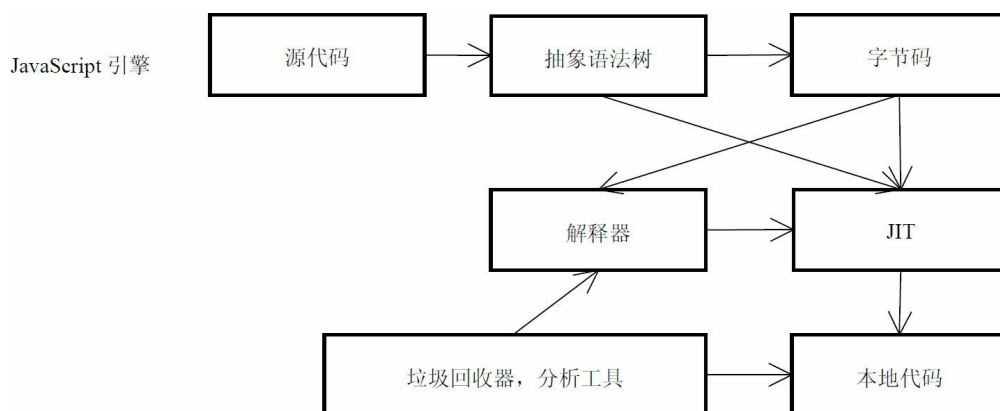 JavaScript 引擎
源代码
抽象语法树
字节码
解释器
JIT
垃圾回收器，分析工具
本地代码